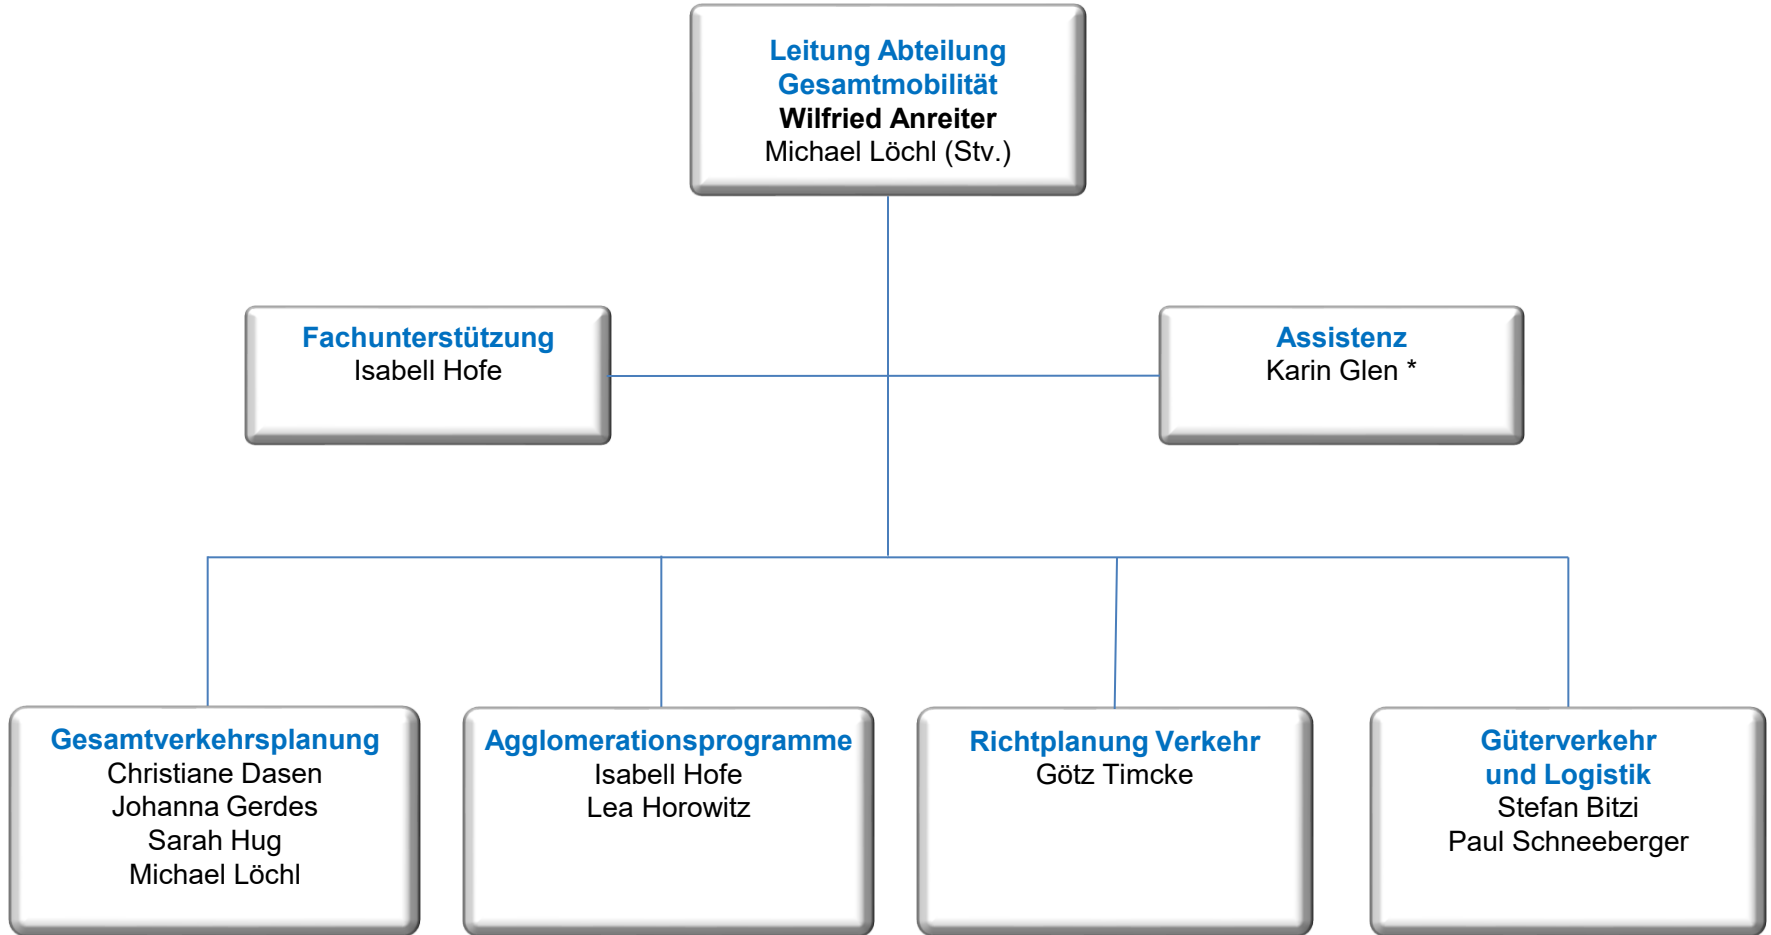 Leitung Abteilung
Gesamtmobilität
Wilfried Anreiter
Michael Löchl (Stv.)
Fachunterstützung
Isabell Hofe
Assistenz
Karin Glen *
Gesamtverkehrsplanung
Christiane Dasen
Johanna Gerdes
Sarah Hug
Michael Löchl
Agglomerationsprogramme
Isabell Hofe
Lea Horowitz
Richtplanung Verkehr
Götz Timcke
Güterverkehr
und Logistik
Stefan Bitzi
Paul Schneeberger